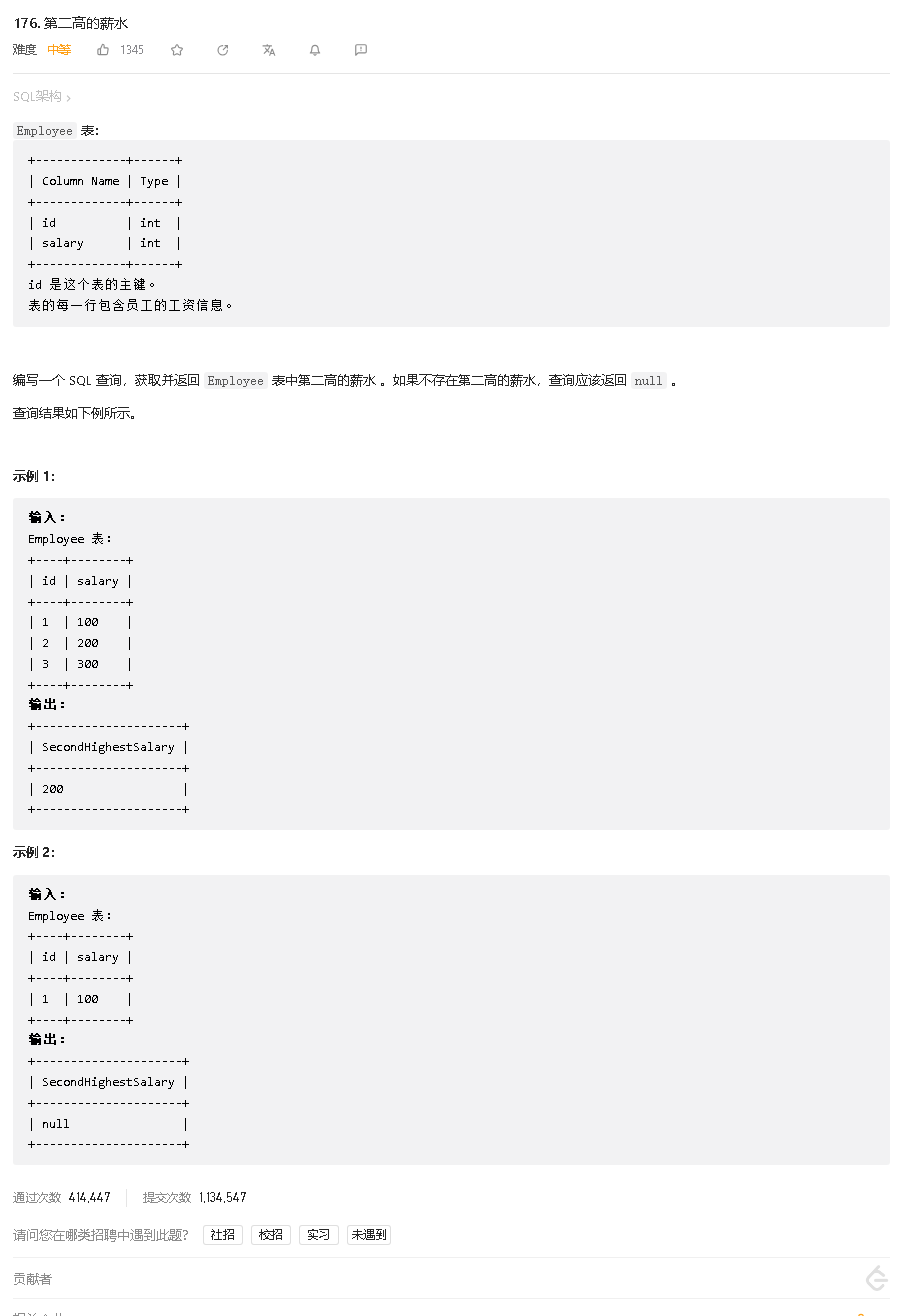 176. 第二高的薪水
难度 中等 1345
SQL架构 >
Employee 表:
+-------------+------+
| Column Name | Type |
+-------------+------+
| id          | int  |
| salary      | int  |
+-------------+------+
id 是这个表的主键。
表的每一行包含员工的工资信息。
编写一个 SQL 查询，获取并返回 Employee 表中第二高的薪水 。如果不存在第二高的薪水，查询应该返回 null 。
查询结果如下例所示。
示例 1：
输入：
Employee 表：
+----+--------+
| id | salary |
+----+--------+
| 1  | 100    |
| 2  | 200    |
| 3  | 300    |
+----+--------+
输出：
+---------------------+
| SecondHighestSalary |
+---------------------+
| 200                 |
+---------------------+
示例 2：
输入：
Employee 表：
+----+--------+
| id | salary |
+----+--------+
| 1  | 100    |
+----+--------+
输出：
+---------------------+
| SecondHighestSalary |
+---------------------+
| null                |
+---------------------+
通过次数 414,447 提交次数 1,134,547
请问您在哪类招聘中遇到此题? 社招 校招 实习 未遇到
贡献者